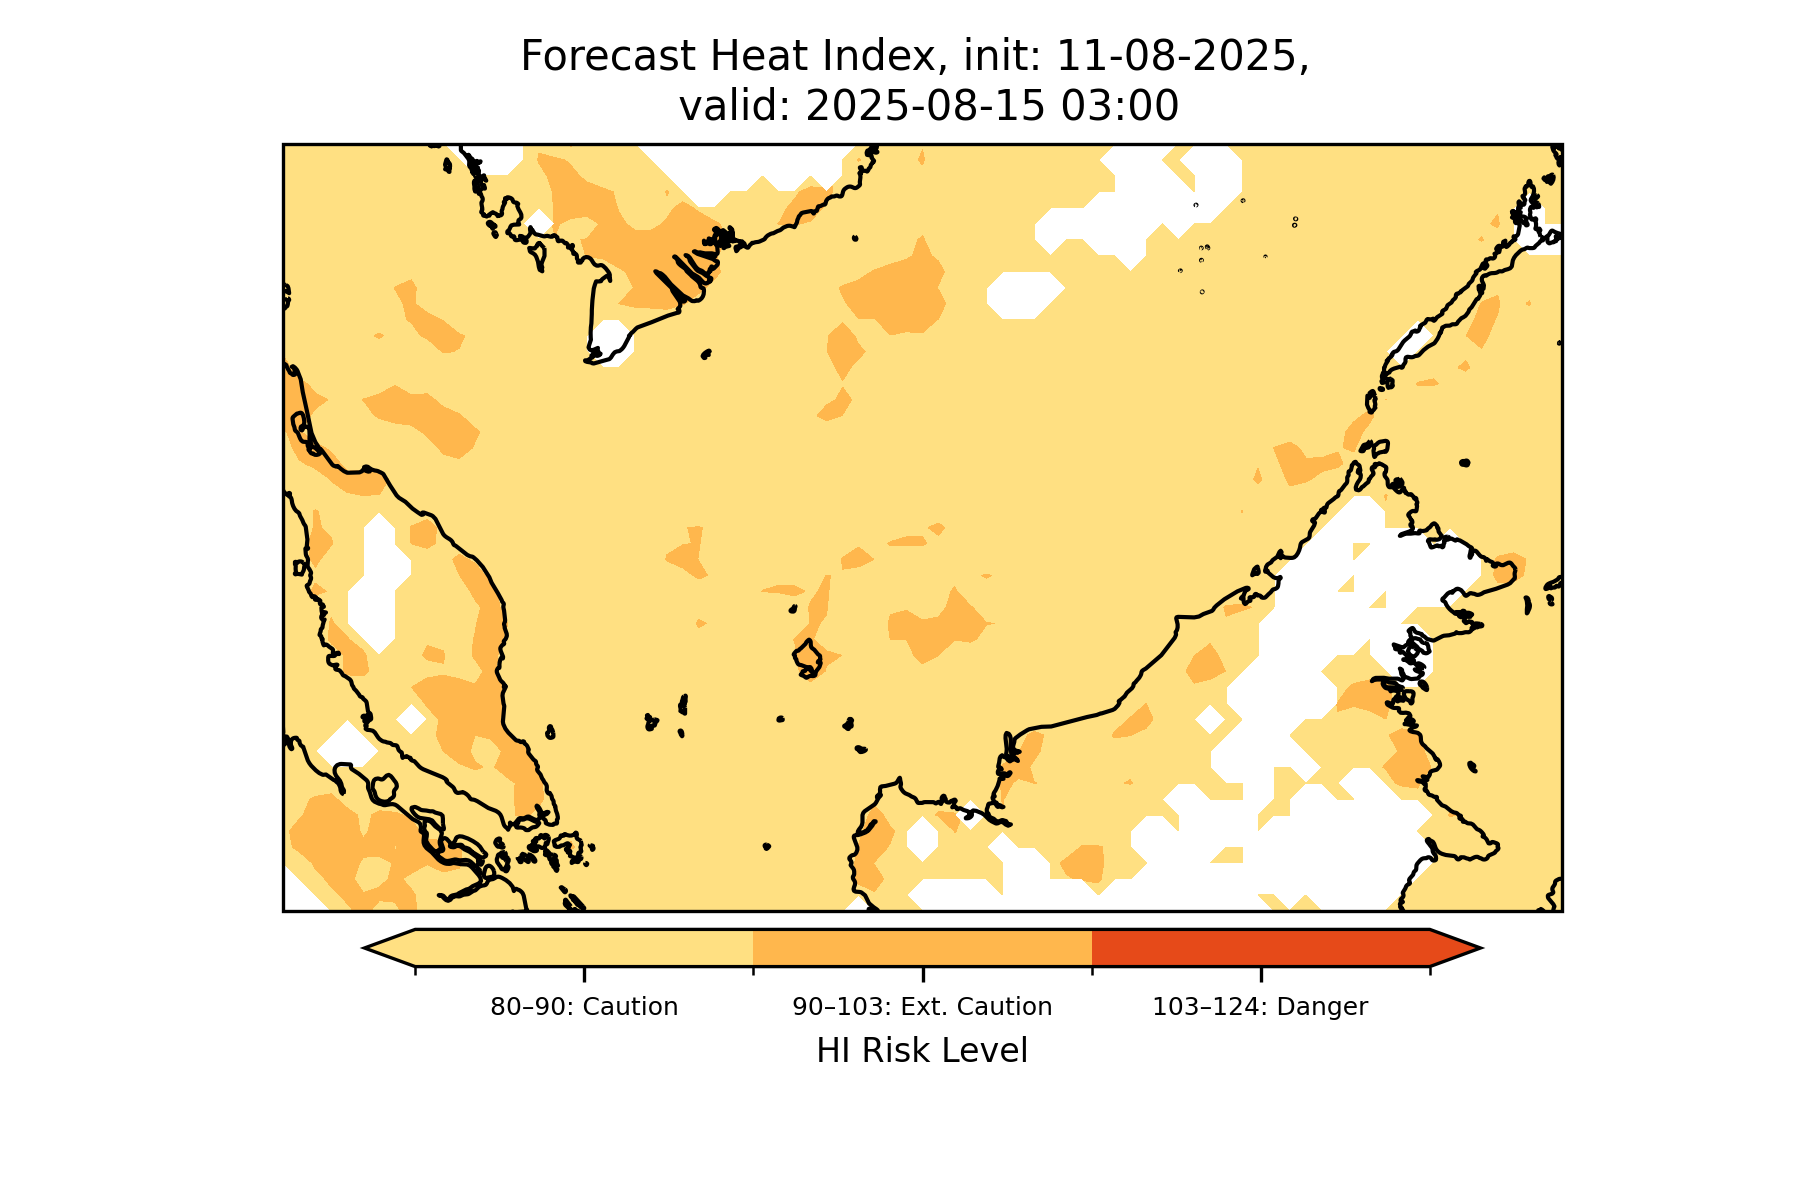 Forecast Heat Index, init: 11-08-2025,
valid: 2025-08-15 03:00
80–90: Caution
90–103: Ext. Caution
103–124: Danger
HI Risk Level